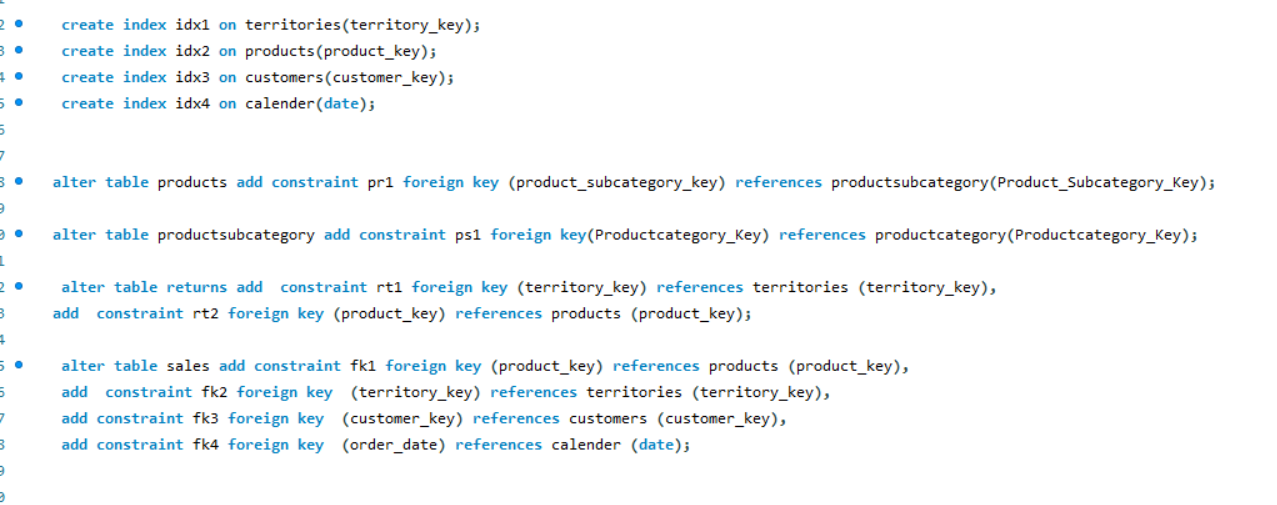 2 create index idx1 on territories(territory_key);
3 create index idx2 on products(product_key);
4 create index idx3 on customers(customer_key);
5 create index idx4 on calender(date);
6
7
8 alter table products add constraint pr1 foreign key (product_subcategory_key) references productsubcategory(Product_Subcategory_Key);
9
0 alter table productsubcategory add constraint ps1 foreign key(Productcategory_Key) references productcategory(Productcategory_Key);
1
2 alter table returns add  constraint rt1 foreign key (territory_key) references territories (territory_key),
3 add  constraint rt2 foreign key (product_key) references products (product_key);
4
5 alter table sales add constraint fk1 foreign key (product_key) references products (product_key),
6 add  constraint fk2 foreign key  (territory_key) references territories (territory_key),
7 add constraint fk3 foreign key  (customer_key) references customers (customer_key),
8 add constraint fk4 foreign key  (order_date) references calender (date);
9
0